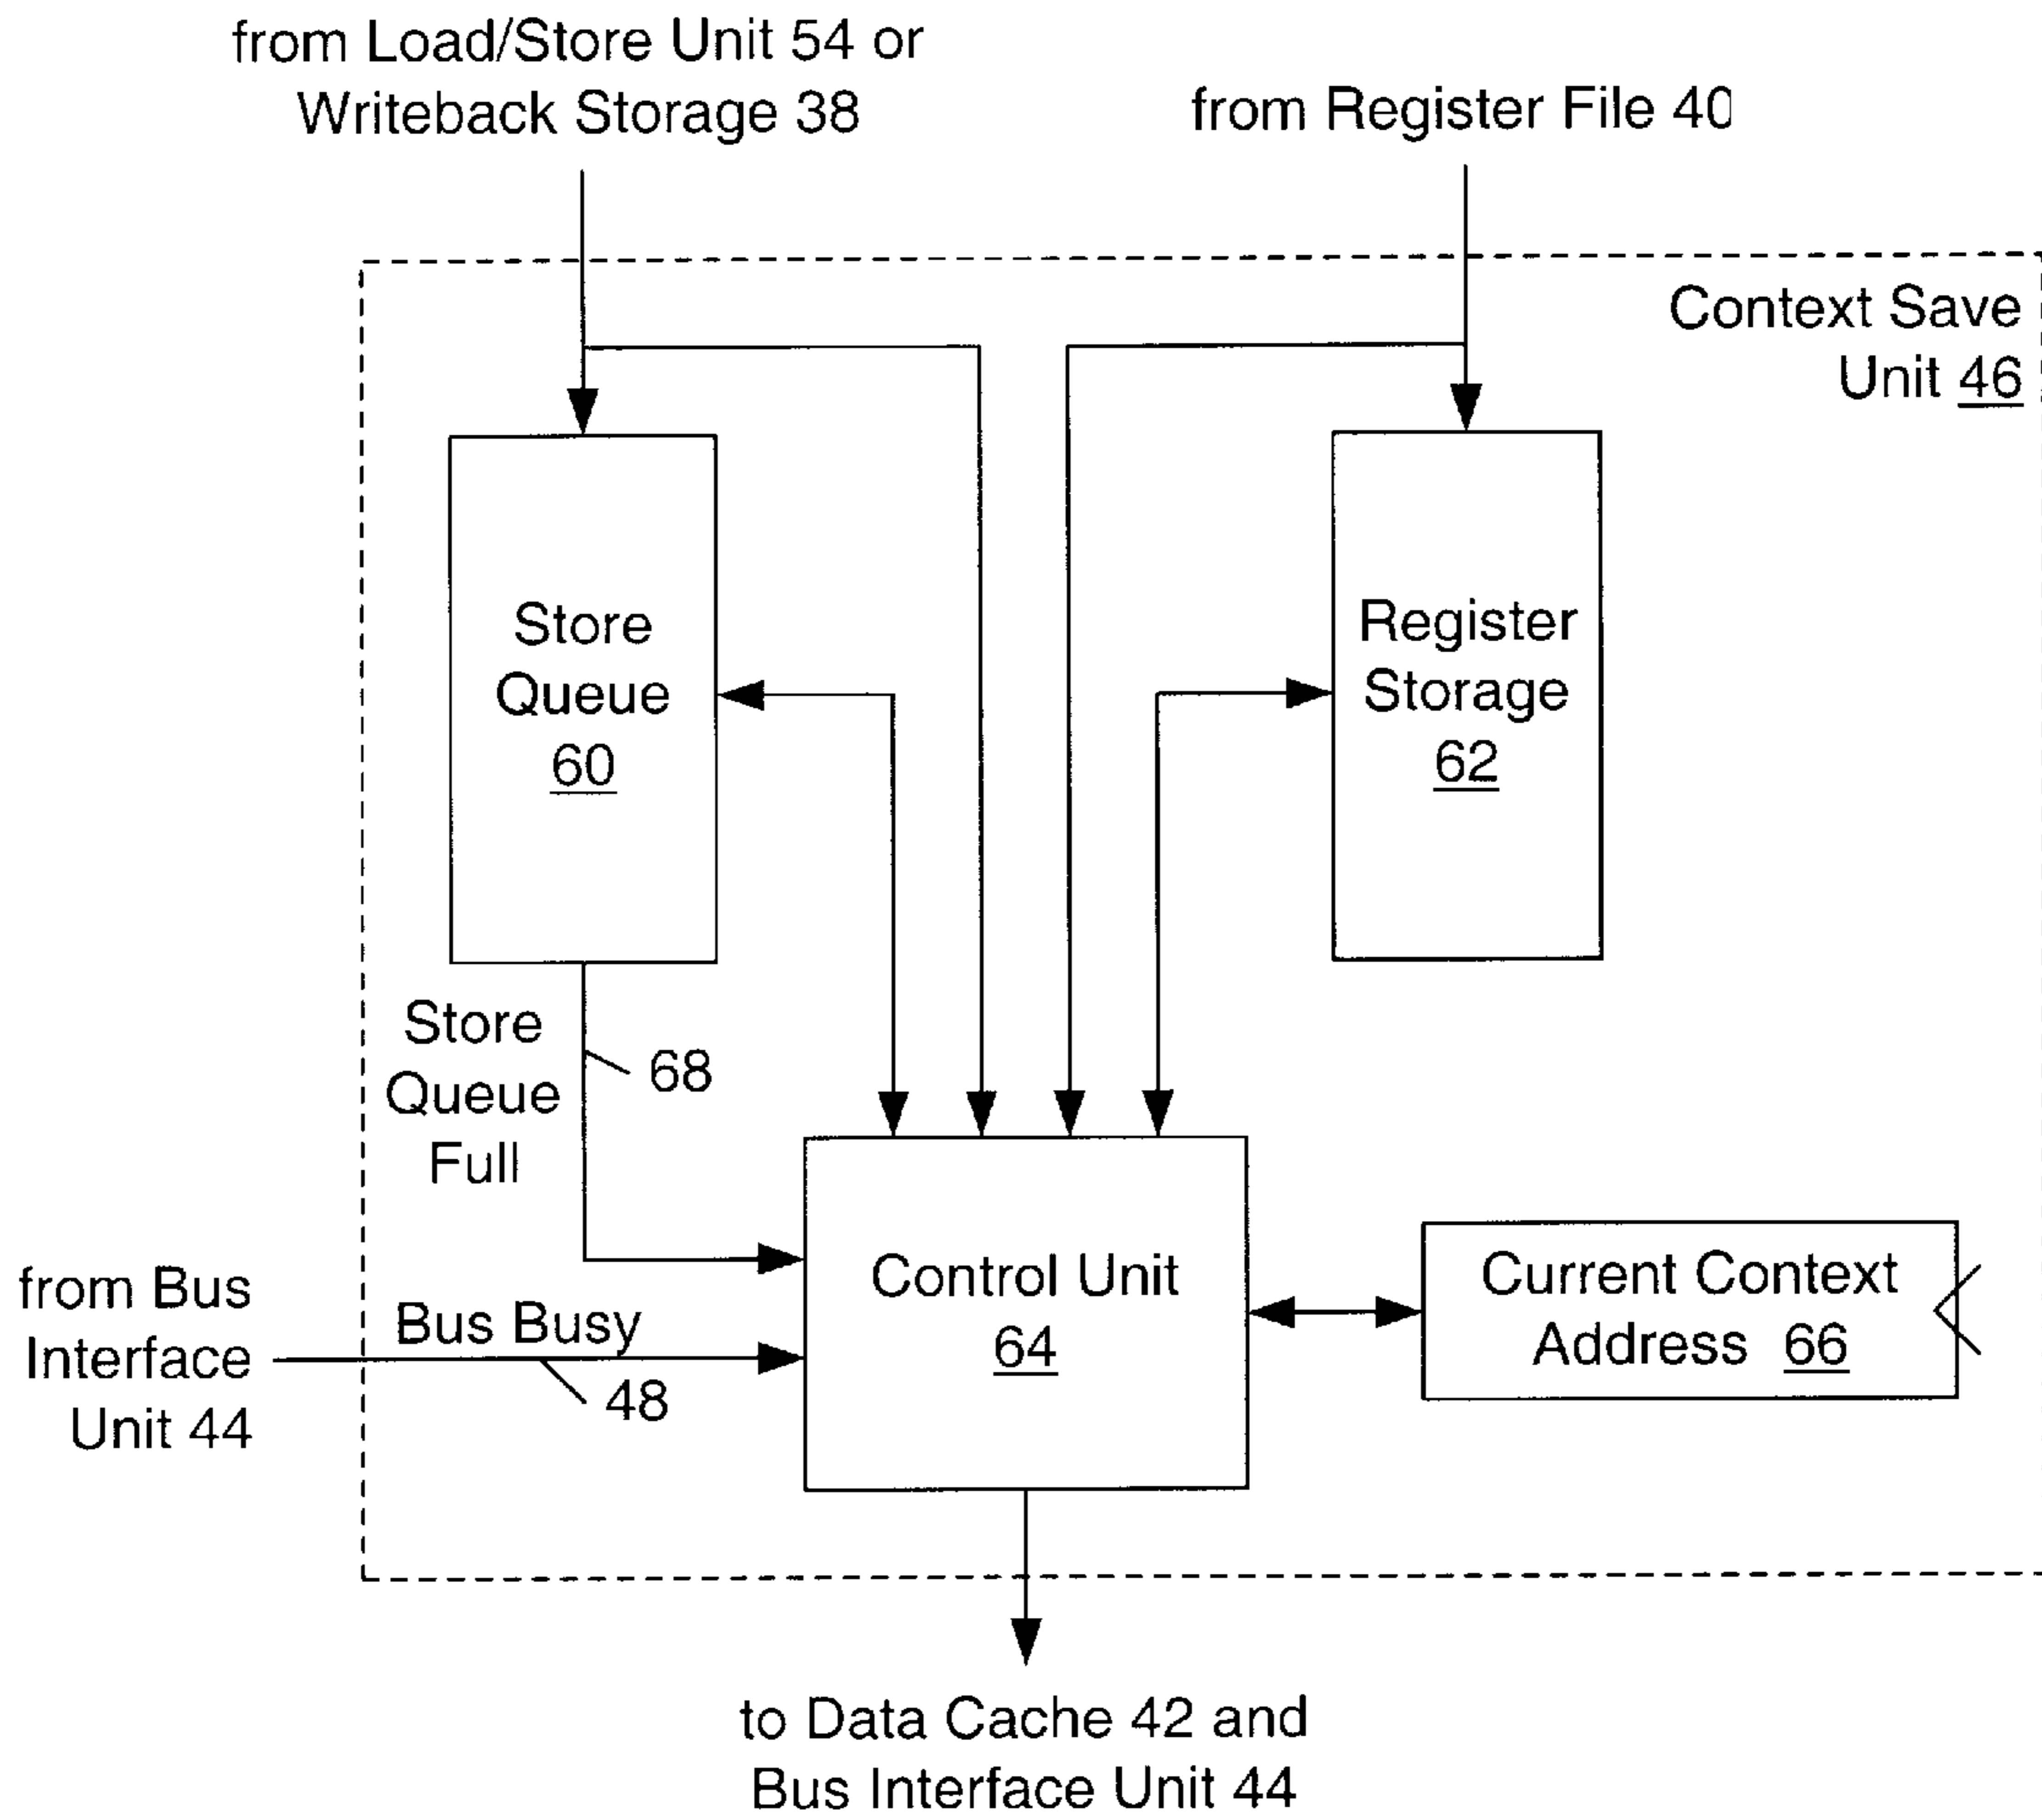 from Load/Store Unit 54 or
Writeback Storage 38
from Register File 40
Context Save
Unit 46
Store
Queue
60
Register
Storage
62
Store
Queue
Full
68
from Bus
Interface
Unit 44
Bus Busy
48
Control Unit
64
Current Context
Address 66
to Data Cache 42 and
Bus Interface Unit 44